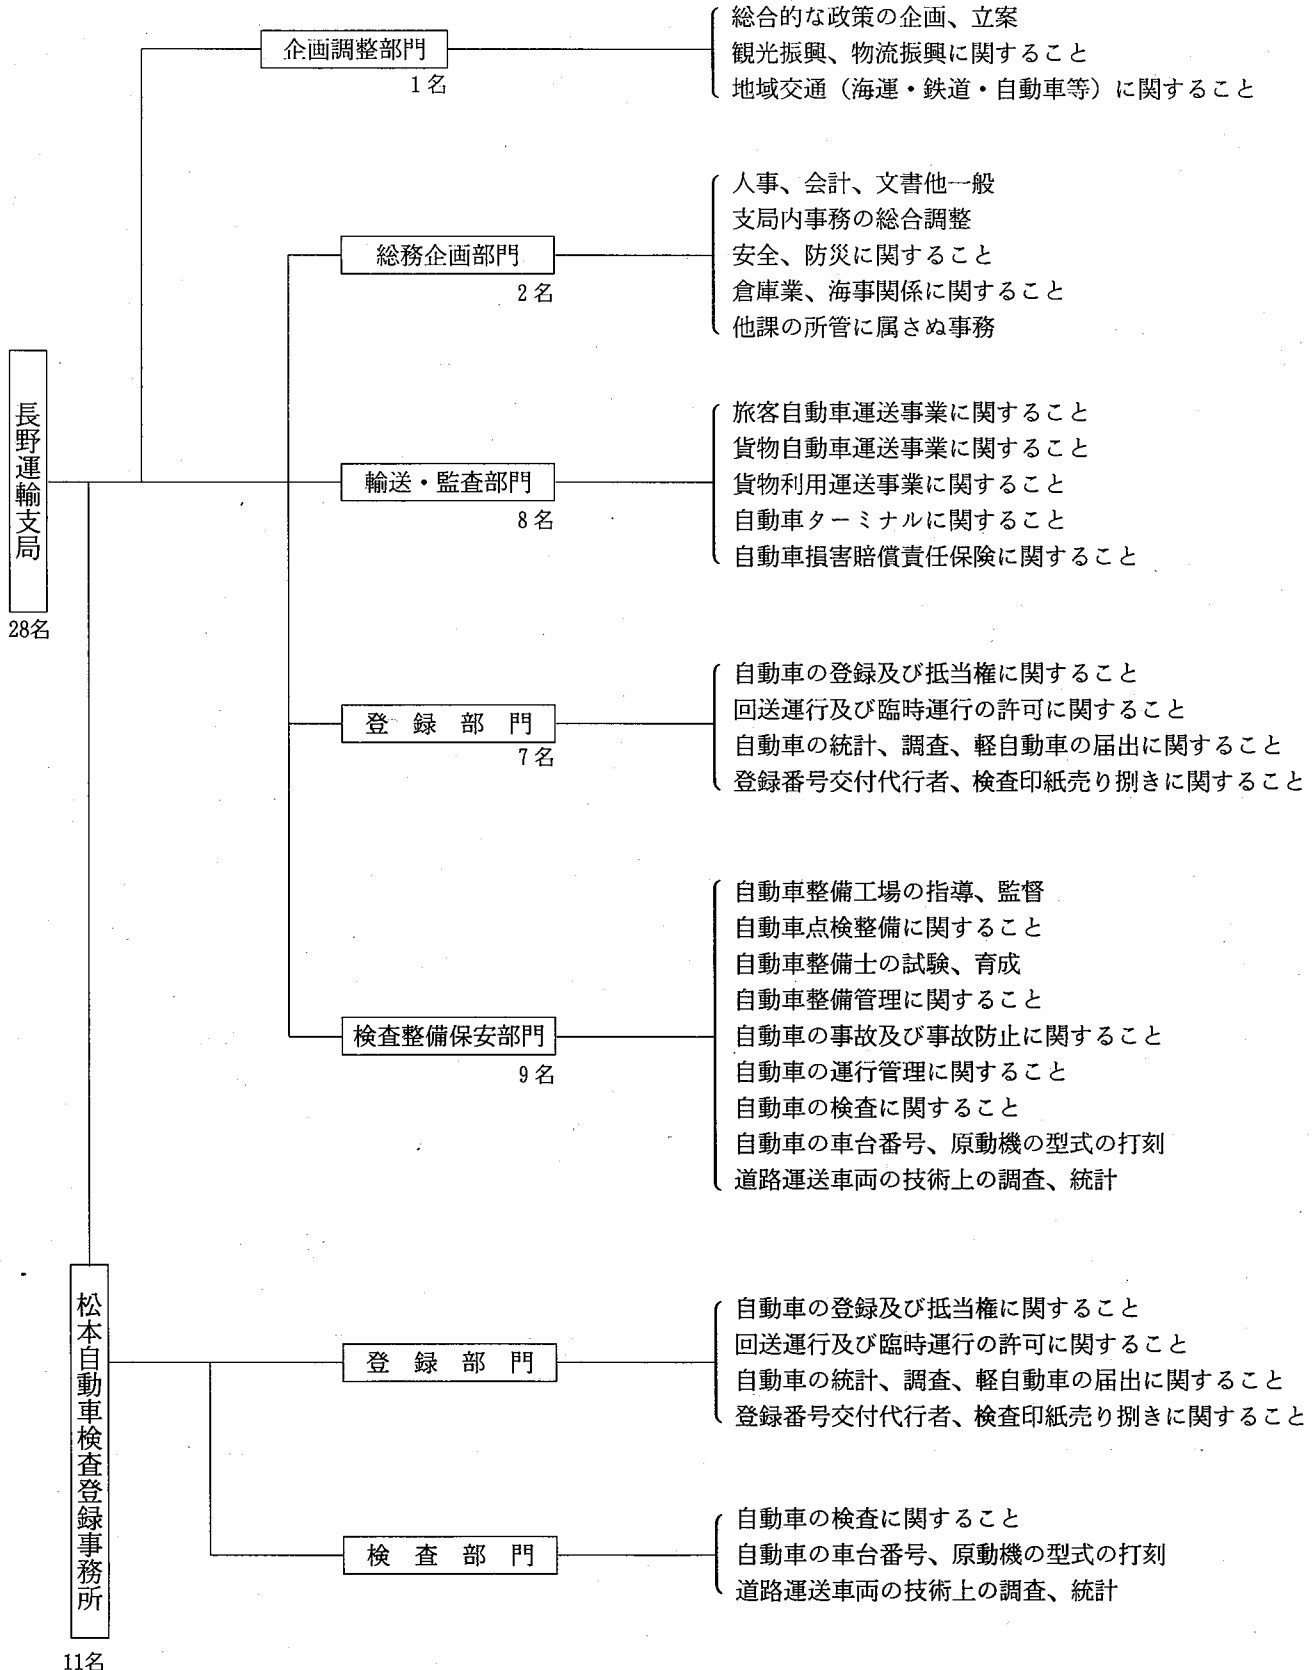 企画調整部門
1名
総合的な政策の企画、立案
観光振興、物流振興に関すること
地域交通（海運・鉄道・自動車等）に関すること
総務企画部門
2名
人事、会計、文書他一般
支局内事務の総合調整
安全、防災に関すること
倉庫業、海事関係に関すること
他課の所管に属さぬ事務
長野運輸支局
28名
輸送・監査部門
8名
旅客自動車運送事業に関すること
貨物自動車運送事業に関すること
貨物利用運送事業に関すること
自動車ターミナルに関すること
自動車損害賠償責任保険に関すること
登録部門
7名
自動車の登録及び抵当権に関すること
回送運行及び臨時運行の許可に関すること
自動車の統計、調査、軽自動車の届出に関すること
登録番号交付代行者、検査印紙売り捌きに関すること
検査整備保安部門
9名
自動車整備工場の指導、監督
自動車点検整備に関すること
自動車整備士の試験、育成
自動車整備管理に関すること
自動車の事故及び事故防止に関すること
自動車の運行管理に関すること
自動車の検査に関すること
自動車の車台番号、原動機の型式の打刻
道路運送車両の技術上の調査、統計
松本自動車検査登録事務所
11名
登録部門
自動車の登録及び抵当権に関すること
回送運行及び臨時運行の許可に関すること
自動車の統計、調査、軽自動車の届出に関すること
登録番号交付代行者、検査印紙売り捌きに関すること
検査部門
自動車の検査に関すること
自動車の車台番号、原動機の型式の打刻
道路運送車両の技術上の調査、統計